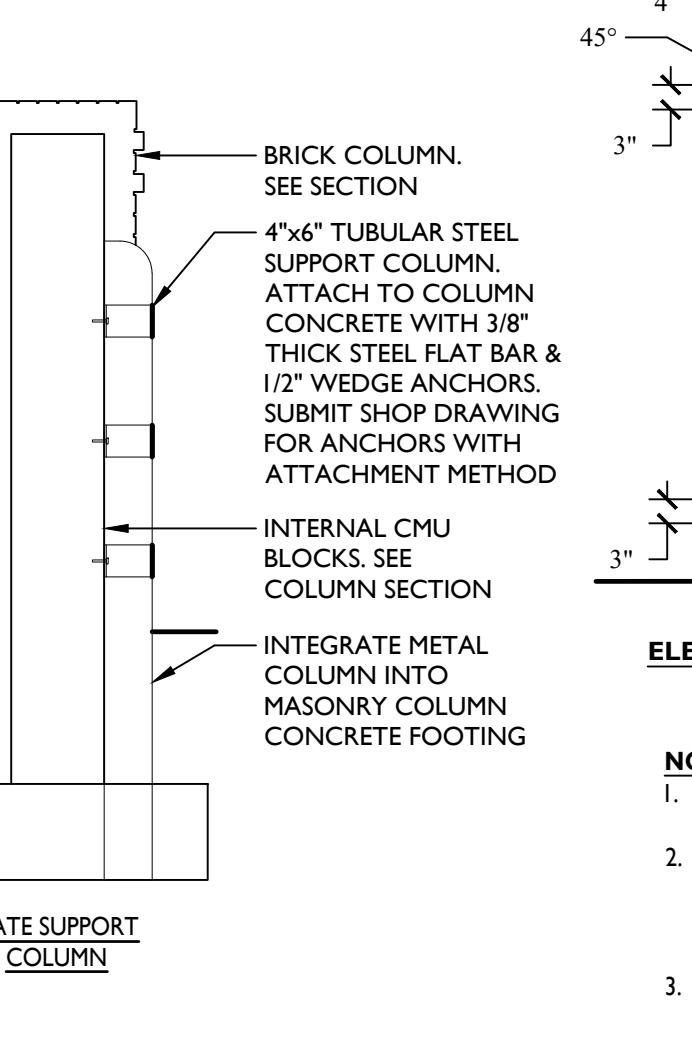 4
45°
3"
BRICK COLUMN.
SEE SECTION
4"x6" TUBULAR STEEL
SUPPORT COLUMN.
ATTACH TO COLUMN
CONCRETE WITH 3/8"
THICK STEEL FLAT BAR &
1/2" WEDGE ANCHORS.
SUBMIT SHOP DRAWING
FOR ANCHORS WITH
ATTACHMENT METHOD
INTERNAL CMU
BLOCKS. SEE
COLUMN SECTION
3"
INTEGRATE METAL
COLUMN INTO
MASONRY COLUMN
CONCRETE FOOTING
ATE SUPPORT
COLUMN
ELE
NO
1.
2.
3.